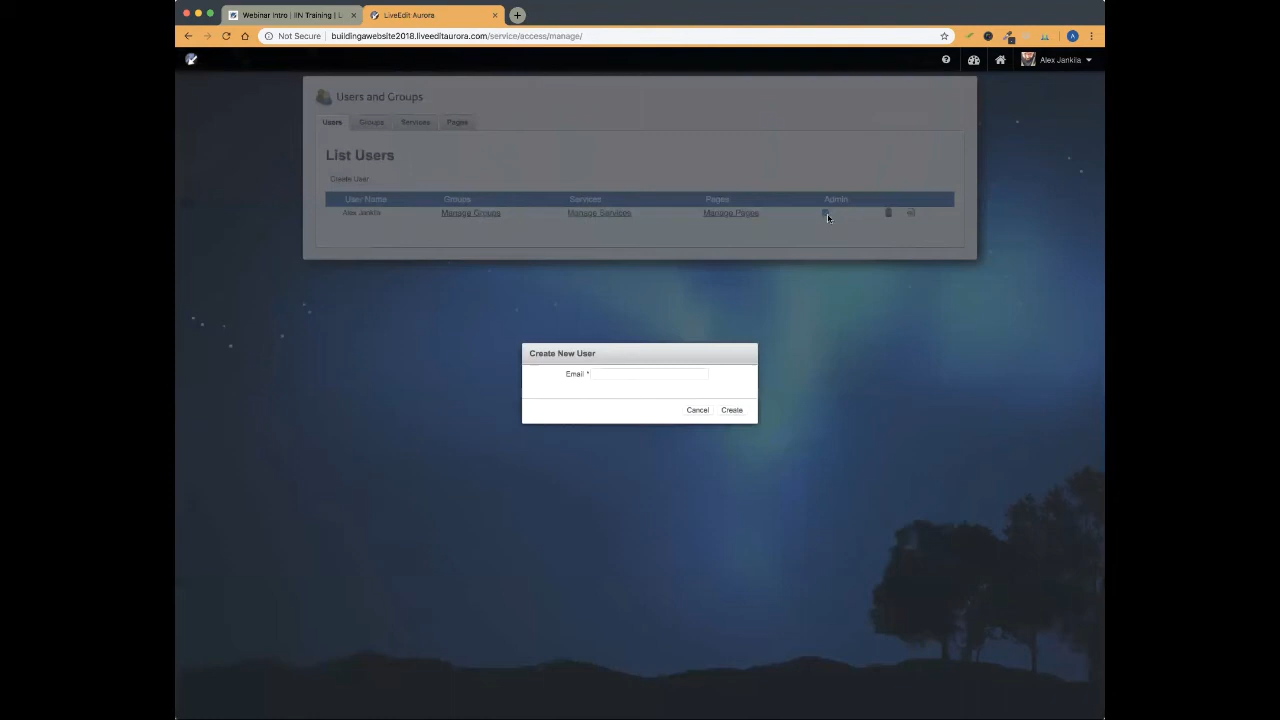 Webinar Intro | IIN Training | L
LiveEdit Aurora
Not Secure | buildingawebsite2018.liveeditaurora.com/service/access/manage/
Alex Jankila
Users and Groups
Users Groups Services Pages
List Users
Create User
User Name Groups Services Pages Admin
Alex Jankila Manage Groups Manage Services Manage Pages
Create New User
Email *
Cancel Create